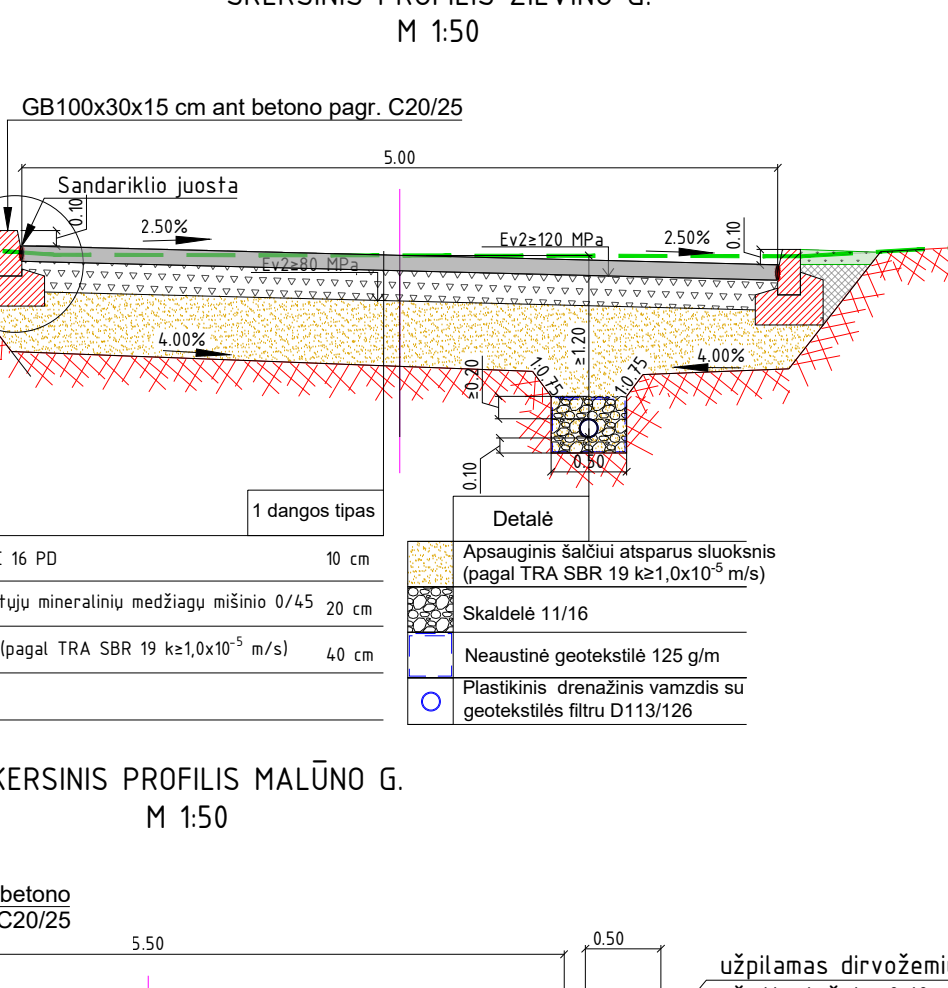 SKERSINIS PROFILIS ŽILVINO G.
M 1:50
GB100x30x15 cm ant betono pagr. C20/25
5.00
Sandariklio juosta
0.10
2.50%
Ev2≥120 MPa
2.50%
0.10
Ev2≥80 MPa
4.00%
≥1.20
4.00%
≥0.20
1:0.75
1:0.75
0.10
0.50
1 dangos tipas
16 PD 10 cm
tųjų mineralinių medžiagų mišinio 0/45 20 cm
(pagal TRA SBR 19 k≥1,0x10⁻⁵ m/s) 40 cm
Detalė
Apsauginis šalčiui atsparus sluoksnis
(pagal TRA SBR 19 k≥1,0x10⁻⁵ m/s)
Skaldelė 11/16
Neaustinė geotekstilė 125 g/m
Plastikinis drenažinis vamzdis su
geotekstilės filtru D113/126
KERSINIS PROFILIS MALŪNO G.
M 1:50
betono
C20/25
5.50
0.50
užpilamas dirvožemiu